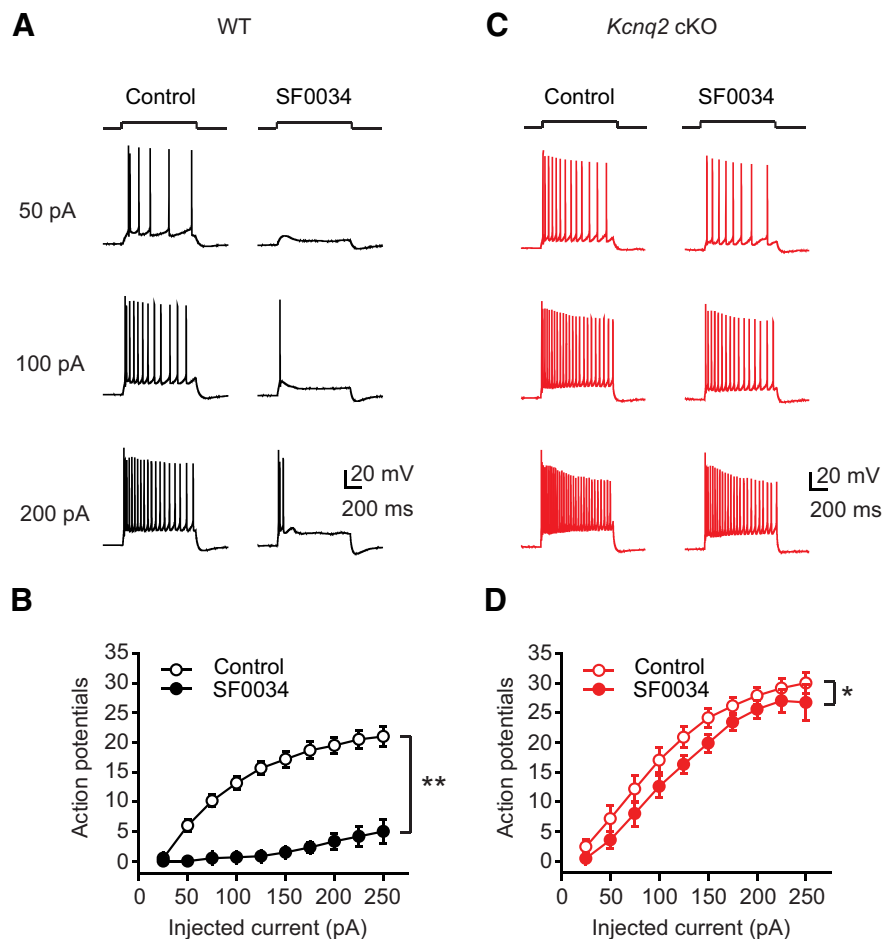 A
WT
C
Kcnq2 cKO
Control
SF0034
Control
SF0034
50 pA
100 pA
200 pA
20 mV
200 ms
20 mV
200 ms
B
D
35
30
25
20
15
10
5
0
Action potentials
Control
SF0034
**
0
50
100
150
200
250
Injected current (pA)
35
30
25
20
15
10
5
0
Action potentials
Control
SF0034
*
0
50
100
150
200
250
Injected current (pA)